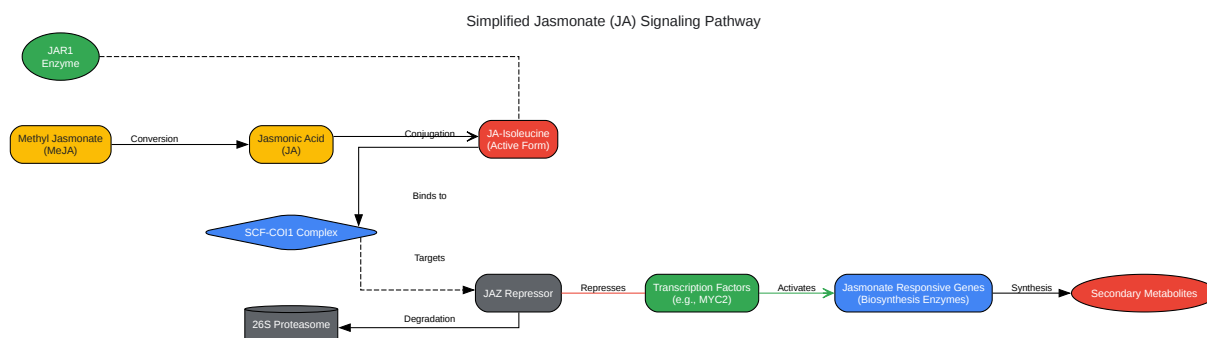 Simplified Jasmonate (JA) Signaling Pathway
JAR1
Enzyme
Methyl Jasmonate
(MeJA)
Conversion
Jasmonic Acid
(JA)
Conjugation
JA-Isoleucine
(Active Form)
Binds to
SCF-COI1 Complex
Targets
JAZ Repressor
Represses
Transcription Factors
(e.g., MYC2)
Activates
Jasmonate Responsive Genes
(Biosynthesis Enzymes)
Synthesis
Secondary Metabolites
Degradation
26S Proteasome